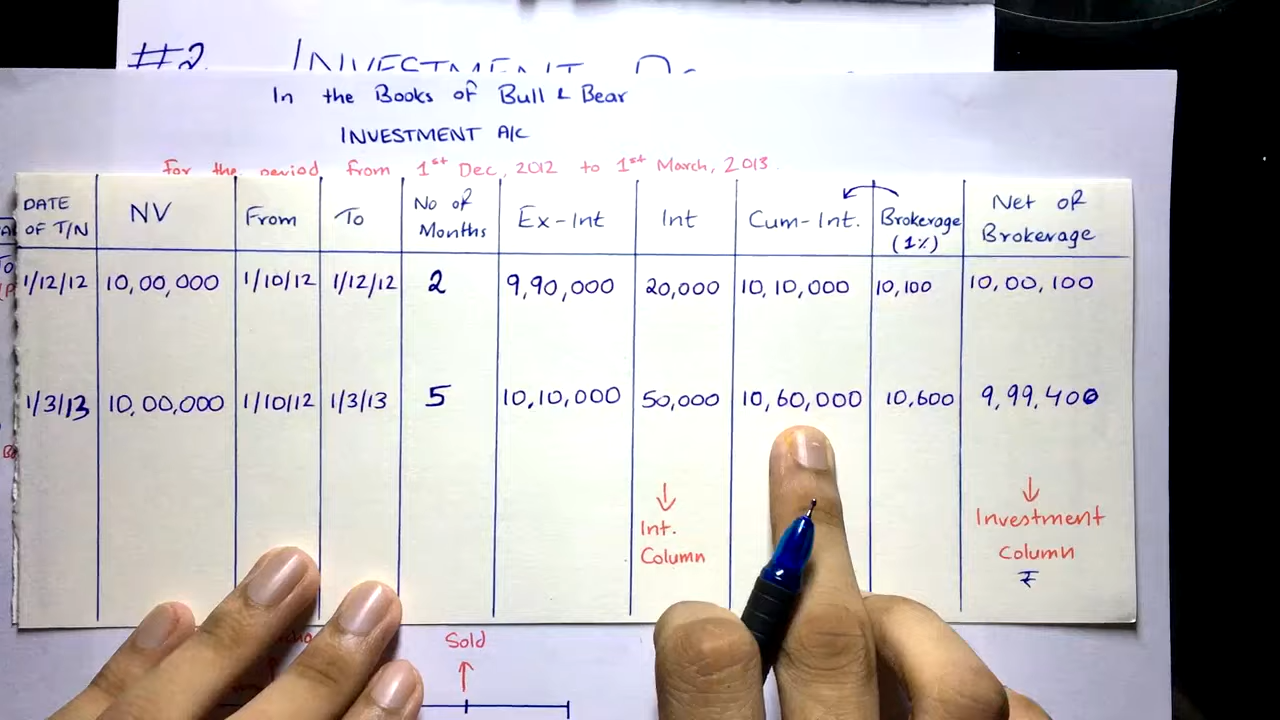 #2. INVESTMENT
In the Books of Bull & Bear
INVESTMENT A/C
For the period from 1st Dec, 2012 to 1st March, 2013.
DATE OF T/N NV From To No of Months Ex-Int Int Cum-Int. Brokerage (1%) Net of Brokerage
1/12/12 10,00,000 1/10/12 1/12/12 2 9,90,000 20,000 10,10,000 10,100 10,00,100
1/3/13 10,00,000 1/10/12 1/3/13 5 10,10,000 50,000 10,60,000 10,600 9,99,400
↓ ↓
Int. Column
Investment Column
₹
To
Sold
↑